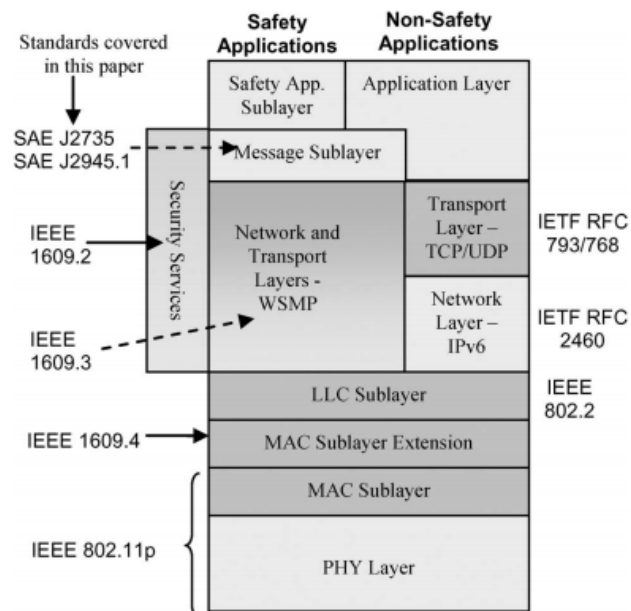 Safety
Applications
Non-Safety
Applications
Standards covered
in this paper
Safety App.
Sublayer
Application Layer
SAE J2735
SAE J2945.1
Message Sublayer
Security Services
IEEE
1609.2
Network and
Transport
Layers -
WSMP
Transport
Layer –
TCP/UDP
IETF RFC
793/768
Network
Layer –
IPv6
IETF RFC
2460
IEEE
1609.3
LLC Sublayer
IEEE
802.2
IEEE 1609.4
MAC Sublayer Extension
MAC Sublayer
IEEE 802.11p
PHY Layer